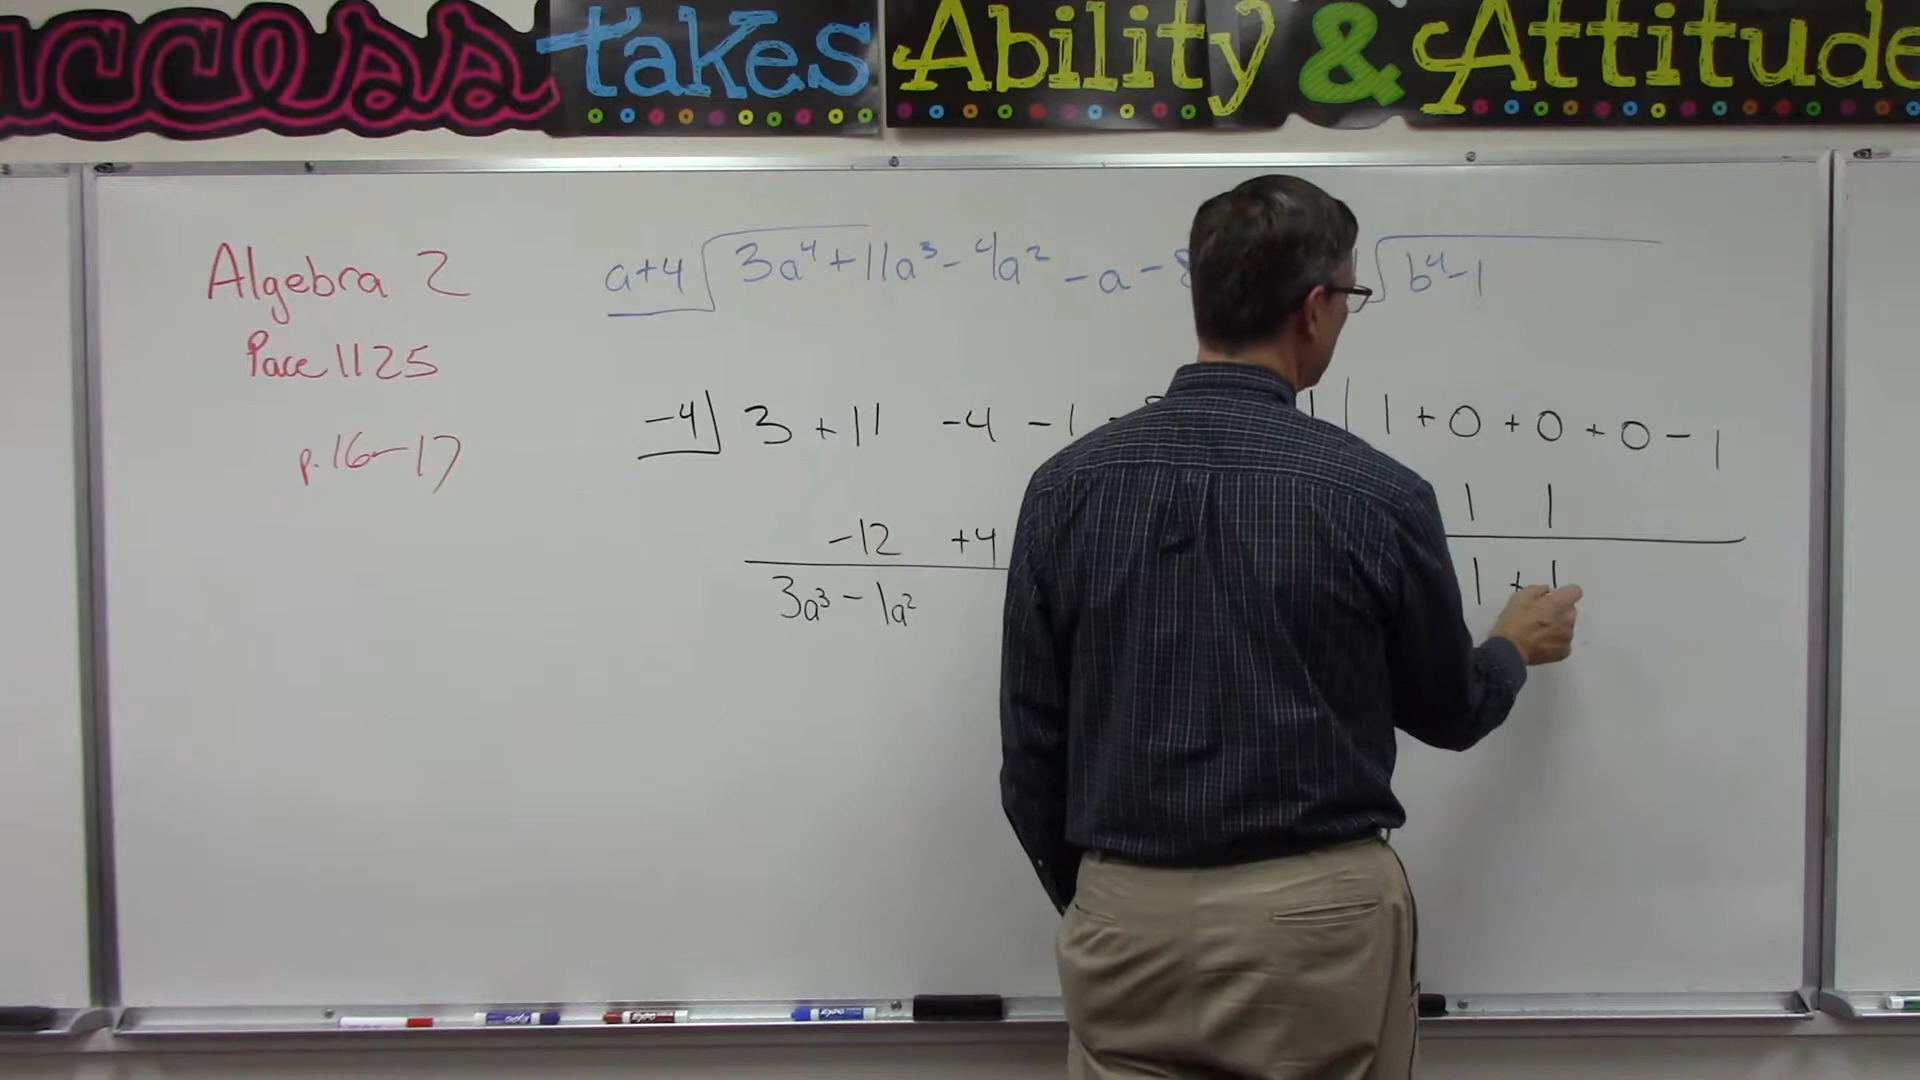 takes Ability & Attitude
Algebra 2
Pace 1125
p. 16-17
a+4 3a⁴+11a³-4a²-a-8
b⁴-1
-4 3 +11 -4 -1
-12 +4
3a³-1a²
1 1+0+0+0-1
1 1
1 + 1